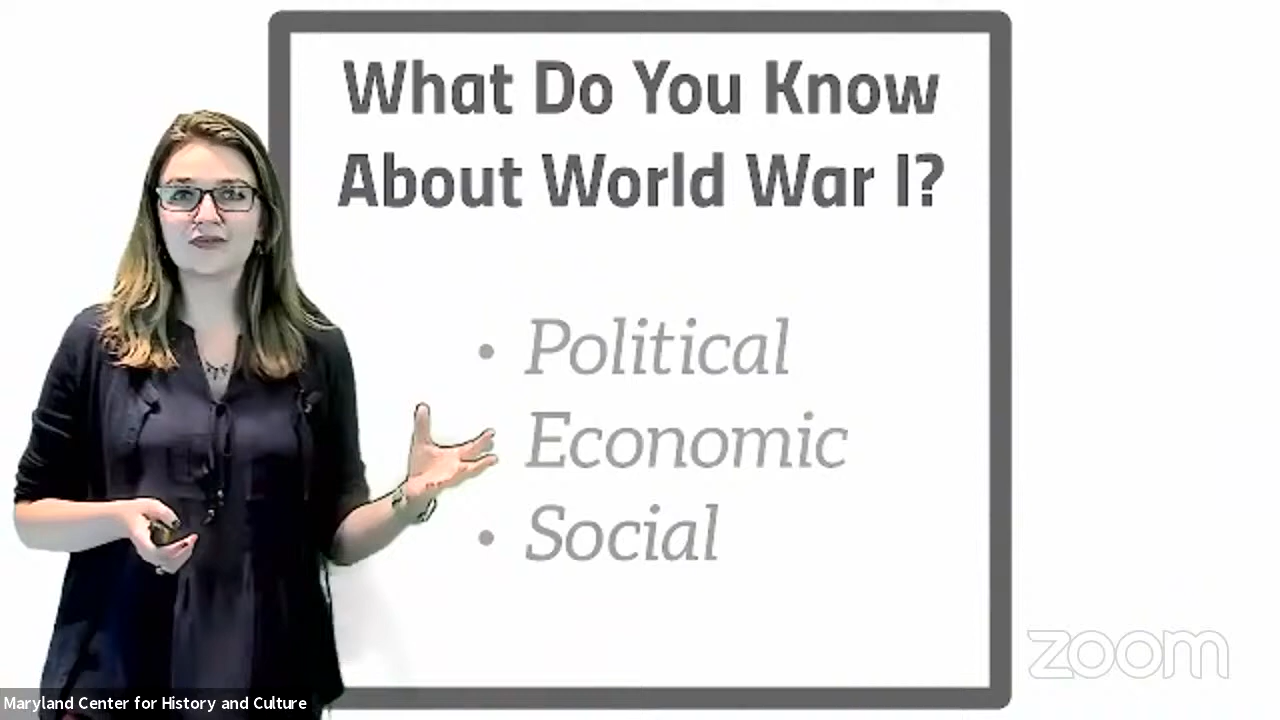 What Do You Know
About World War I?
• Political
• Economic
• Social
zoom
Maryland Center for History and Culture